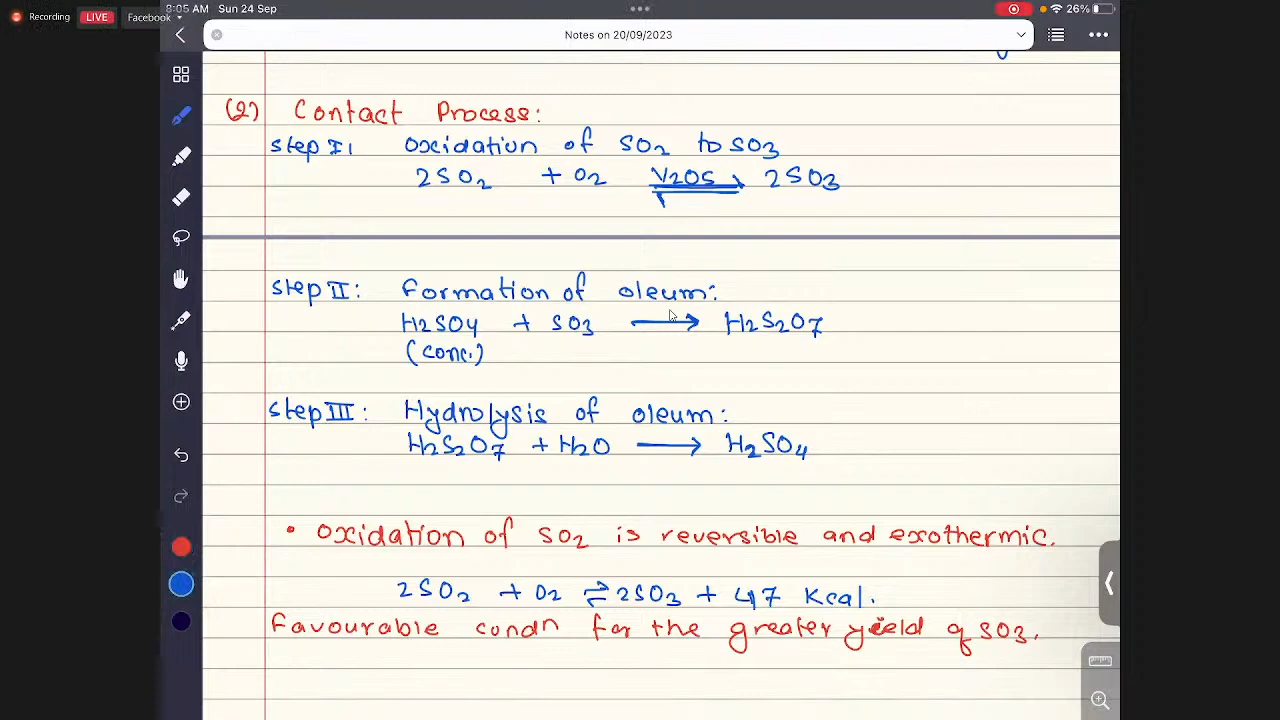 Recording LIVE Facebook
8:05 AM Sun 24 Sep
26%
Notes on 20/09/2023
(2) Contact Process:
Step I: Oxidation of SO2 to SO3
2SO2 + O2 V2O5 ⇌ 2SO3
Step II: Formation of oleum:
H2SO4 + SO3 → H2S2O7
(conc.)
Step III: Hydrolysis of oleum:
H2S2O7 + H2O → H2SO4
• Oxidation of SO2 is reversible and exothermic.
2SO2 + O2 ⇌ 2SO3 + 47 Kcal.
Favourable condn for the greater yield of SO3.